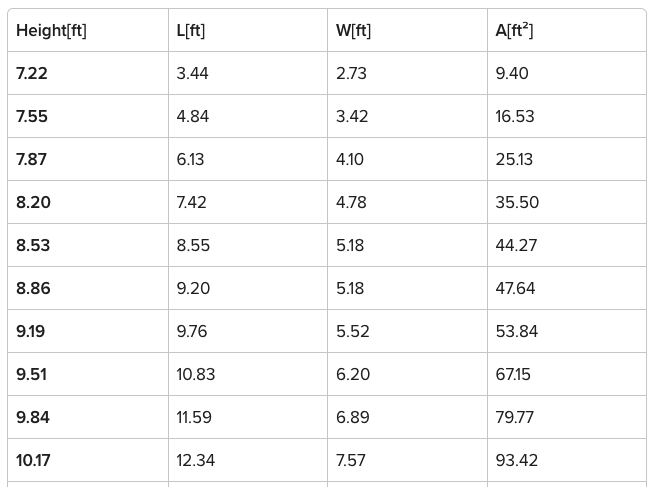 Height[ft] L[ft] W[ft] A[ft²]
7.22 3.44 2.73 9.40
7.55 4.84 3.42 16.53
7.87 6.13 4.10 25.13
8.20 7.42 4.78 35.50
8.53 8.55 5.18 44.27
8.86 9.20 5.18 47.64
9.19 9.76 5.52 53.84
9.51 10.83 6.20 67.15
9.84 11.59 6.89 79.77
10.17 12.34 7.57 93.42